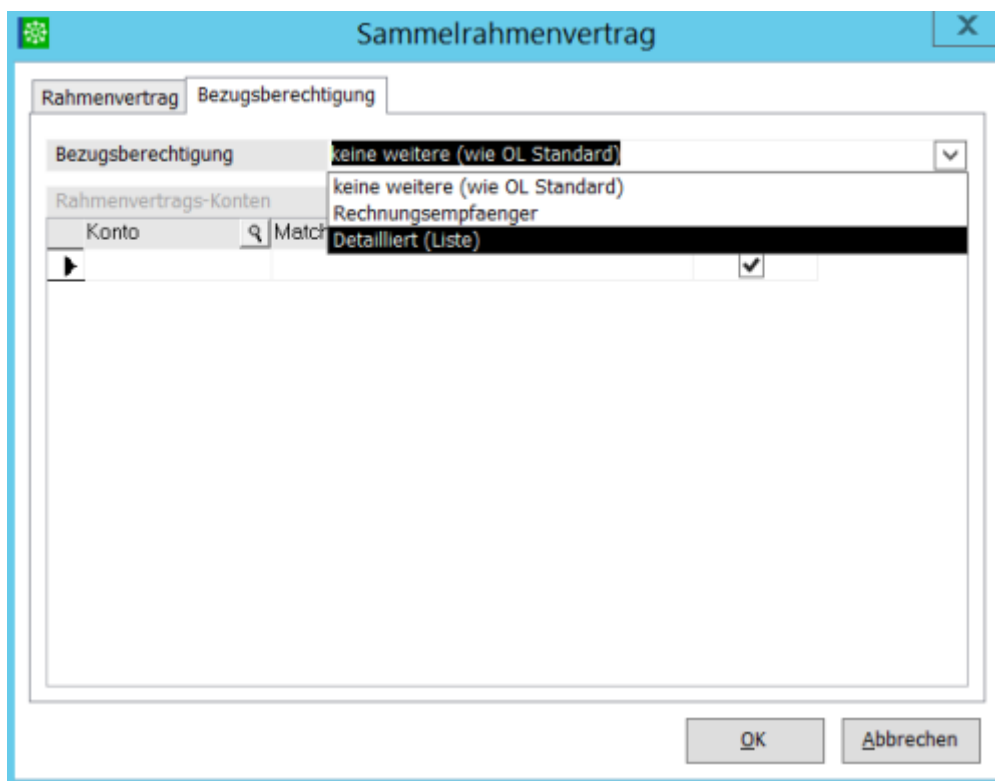 Sammelrahmenvertrag
X
Rahmenvertrag Bezugsberechtigung
Bezugsberechtigung keine weitere (wie OL Standard)
keine weitere (wie OL Standard)
Rahmenvertrags-Konten
Rechnungsempfaenger
Konto Match
Detailliert (Liste)
OK Abbrechen